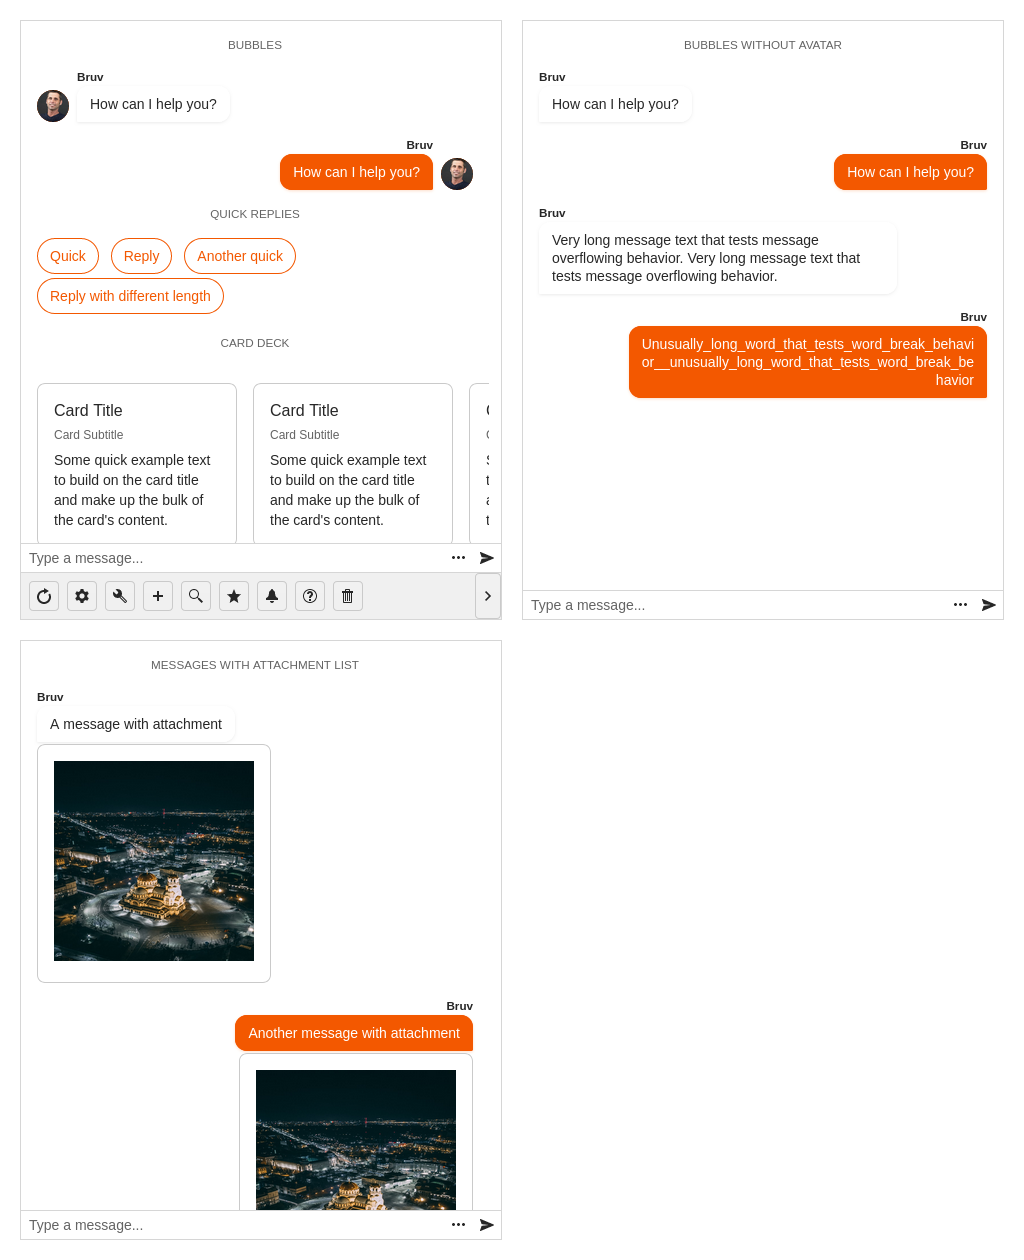 BUBBLES
Bruv
How can I help you?
Bruv
How can I help you?
QUICK REPLIES
Quick
Reply
Another quick
Reply with different length
CARD DECK
Card Title
Card Subtitle
Some quick example text
to build on the card title
and make up the bulk of
the card's content.
Card Title
Card Subtitle
Some quick example text
to build on the card title
and make up the bulk of
the card's content.
Type a message...
BUBBLES WITHOUT AVATAR
Bruv
How can I help you?
Bruv
How can I help you?
Bruv
Very long message text that tests message
overflowing behavior. Very long message text that
tests message overflowing behavior.
Bruv
Unusually_long_word_that_tests_word_break_behavi
or__unusually_long_word_that_tests_word_break_be
havior
Type a message...
MESSAGES WITH ATTACHMENT LIST
Bruv
A message with attachment
Bruv
Another message with attachment
Type a message...